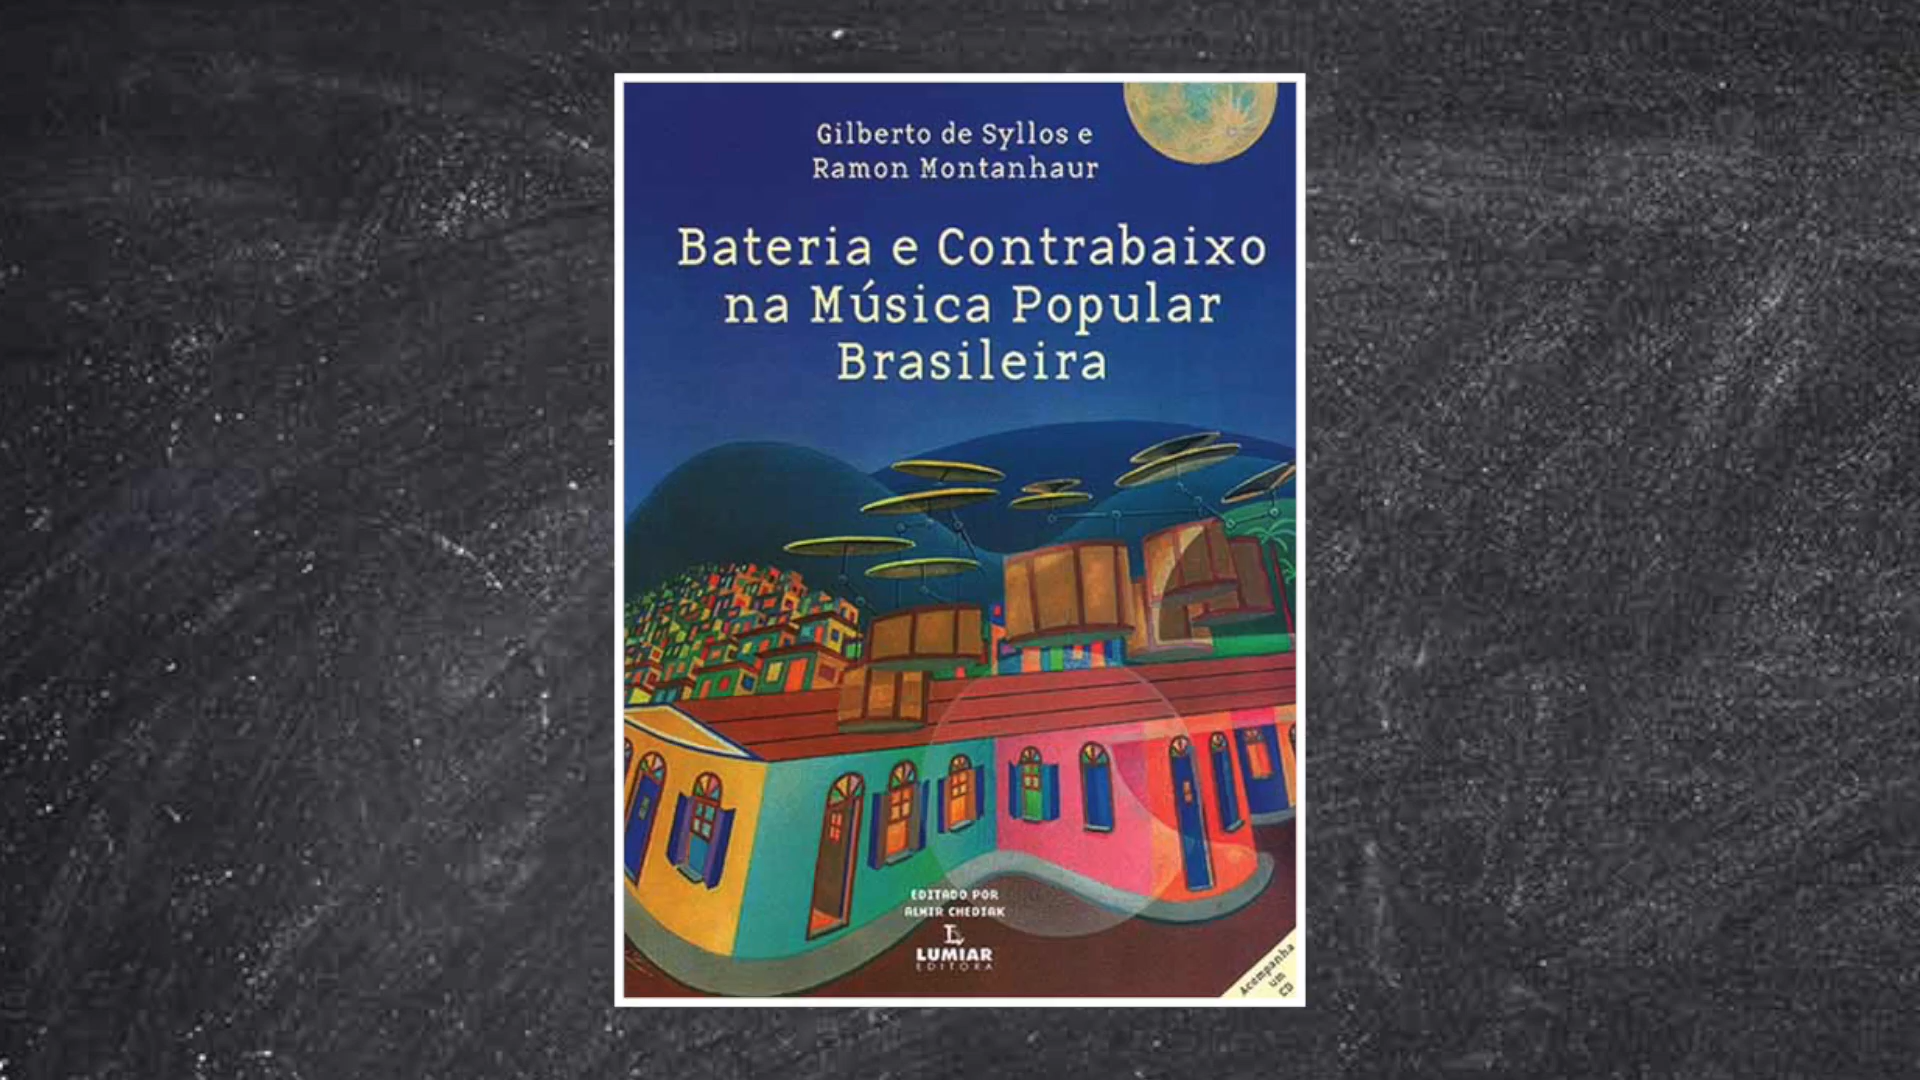 Gilberto de Syllos e
Ramon Montanhaur
Bateria e Contrabaixo
na Música Popular
Brasileira
EDITADO POR
ALMIR CHEDIAK
LUMIAR
EDITORA
Acompanha
um
CD